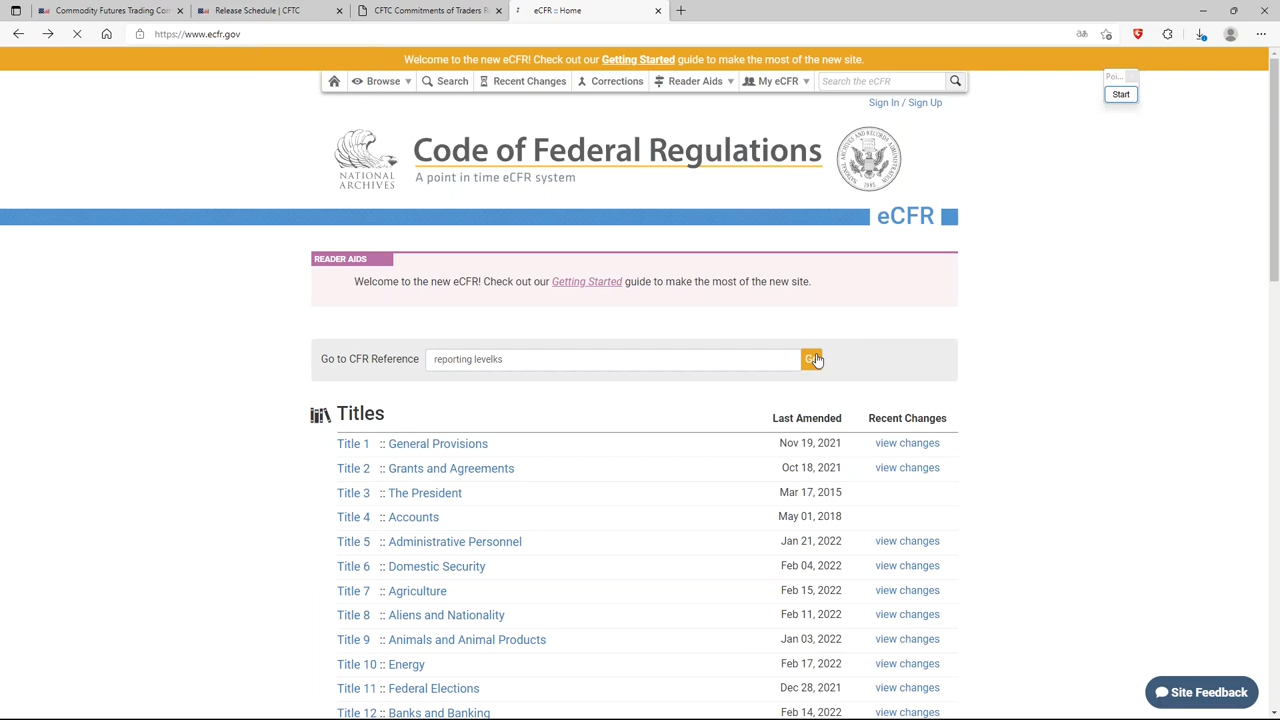 Commodity Futures Trading Com
Release Schedule | CFTC
CFTC Commitments of Traders R
eCFR :: Home
https://www.ecfr.gov
Welcome to the new eCFR! Check out our Getting Started guide to make the most of the new site.
Browse
Search
Recent Changes
Corrections
Reader Aids
My eCFR
Search the eCFR
Poi...
Start
Sign In / Sign Up
NATIONAL
ARCHIVES
Code of Federal Regulations
A point in time eCFR system
eCFR
READER AIDS
Welcome to the new eCFR! Check out our Getting Started guide to make the most of the new site.
Go to CFR Reference
reporting levelks
Titles
Last Amended
Recent Changes
Title 1 :: General Provisions Nov 19, 2021 view changes
Title 2 :: Grants and Agreements Oct 18, 2021 view changes
Title 3 :: The President Mar 17, 2015
Title 4 :: Accounts May 01, 2018
Title 5 :: Administrative Personnel Jan 21, 2022 view changes
Title 6 :: Domestic Security Feb 04, 2022 view changes
Title 7 :: Agriculture Feb 15, 2022 view changes
Title 8 :: Aliens and Nationality Feb 11, 2022 view changes
Title 9 :: Animals and Animal Products Jan 03, 2022 view changes
Title 10 :: Energy Feb 17, 2022 view changes
Title 11 :: Federal Elections Dec 28, 2021 view changes
Title 12 :: Banks and Banking Feb 14, 2022 view changes
Site Feedback